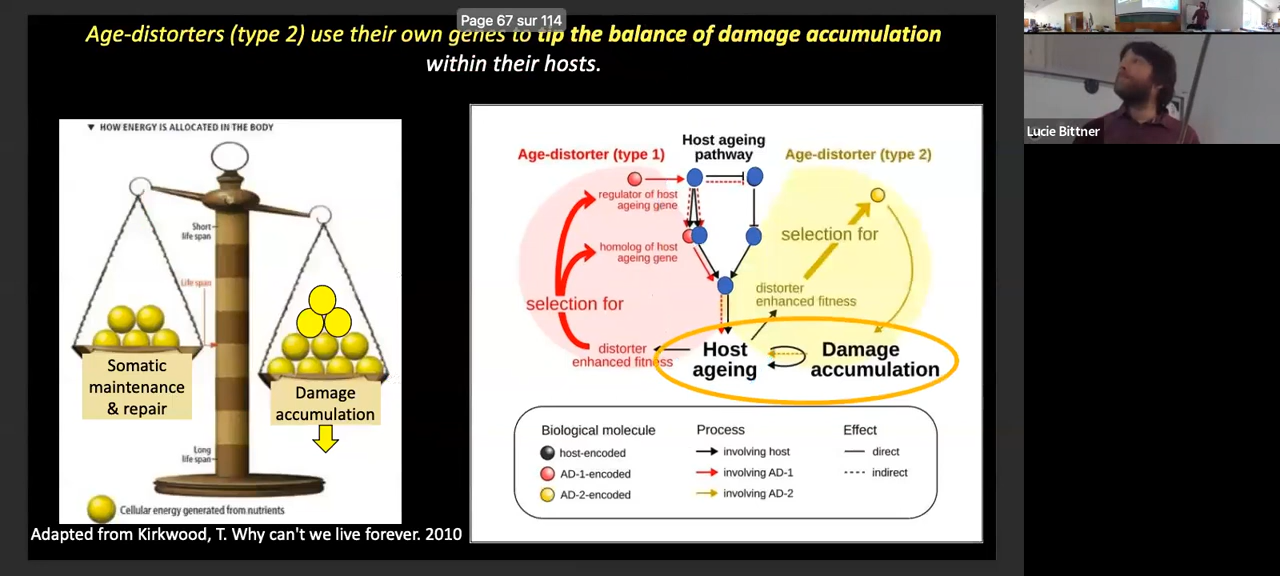 Page 67 sur 114
Age-distorters (type 2) use their own genes to tip the balance of damage accumulation
within their hosts.
▼ HOW ENERGY IS ALLOCATED IN THE BODY
Short
life span
Life span
Long
life span
Somatic
maintenance
& repair
Damage
accumulation
Cellular energy generated from nutrients
Adapted from Kirkwood, T. Why can't we live forever. 2010
Age-distorter (type 1)
Host ageing
pathway
Age-distorter (type 2)
regulator of host
ageing gene
homolog of host
ageing gene
selection for
distorter
enhanced fitness
selection for
distorter
enhanced fitness
Host
ageing
Damage
accumulation
Biological molecule
host-encoded
AD-1-encoded
AD-2-encoded
Process
involving host
involving AD-1
involving AD-2
Effect
direct
indirect
Lucie Bittner